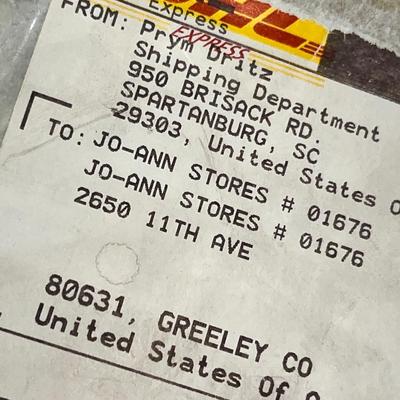 Express
EXPRESS
FROM: Prym Dritz
Shipping Department
950 BRISACK RD.
SPARTANBURG, SC
29303, United States O
TO: JO-ANN STORES # 01676
JO-ANN STORES # 01676
2650 11TH AVE
80631, GREELEY CO
United States Of